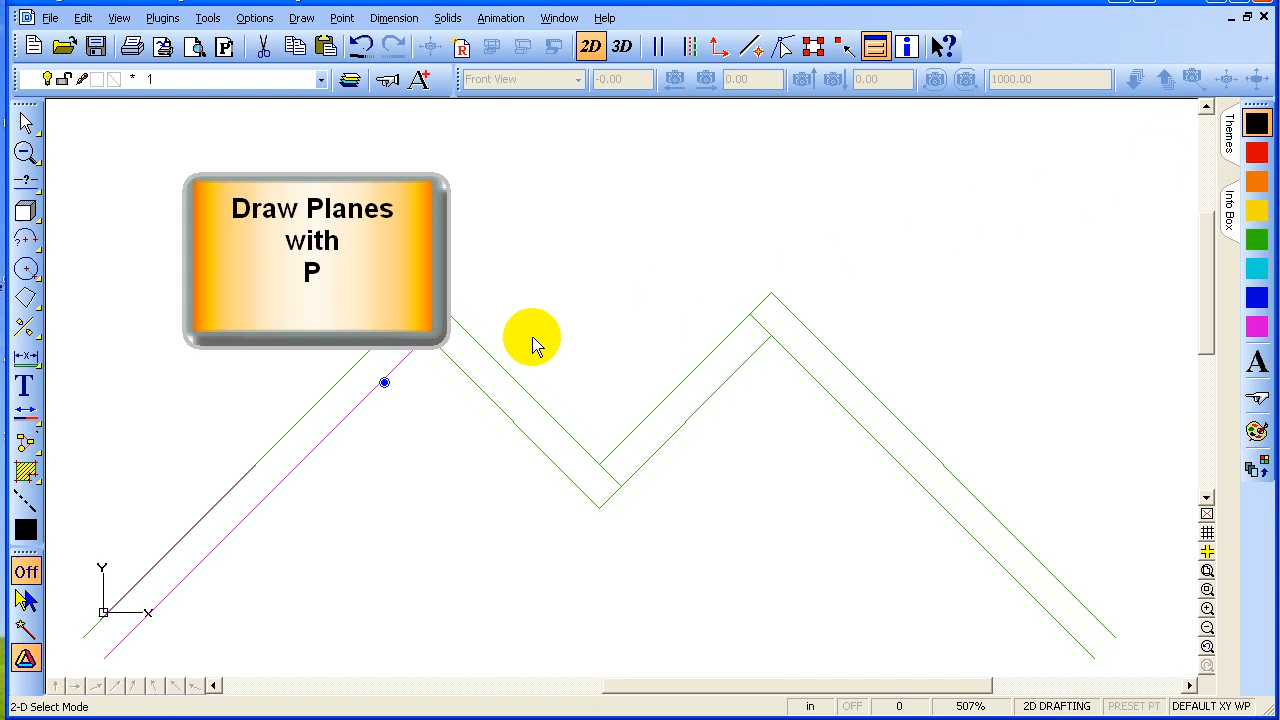 File Edit View Plugins Tools Options Draw Point Dimension Solids Animation Window Help
2D 3D
* 1
Front View -0.00 0.00 0.00 1000.00
Draw Planes
with
P
Themes
Info Box
Y
X
Off
2-D Select Mode in OFF 0 507% 2D DRAFTING PRESET PT DEFAULT XY WP